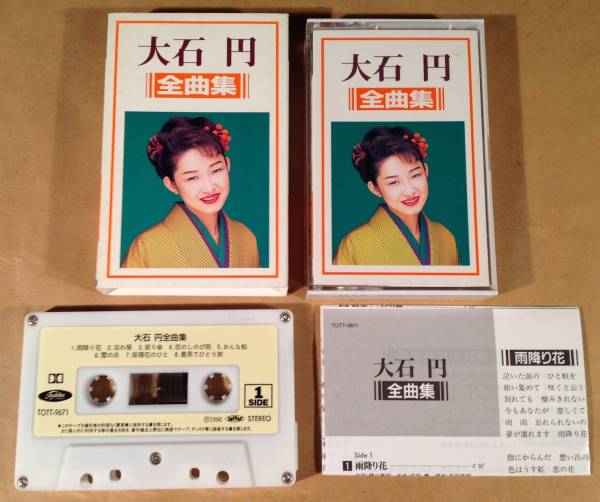 大石 円
全曲集
大石 円
全曲集
大石 円全曲集
1.雨降り花 2.忘れ張 3.戻り傘 4.恋のしのび雨 5.おんな船
6.雪の炎 7.紫陽花のひと 8.最果てひとり旅
Toshiba
TOTT-9671
1
SIDE
Ⓟ1996
STEREO
TOTT-9671
大石 円
全曲集
Side 1
1 雨降り花
4'36"
雨降り花
泣いた涙の ひと粒を
拾い集めて 咲くと云う
別れても 憎みきれない
今もあなたが 恋しくて
雨 雨 忘れられないの
夢が濡れます 雨降り花
指にからんだ 想い出の
色はうす紅 恋の花